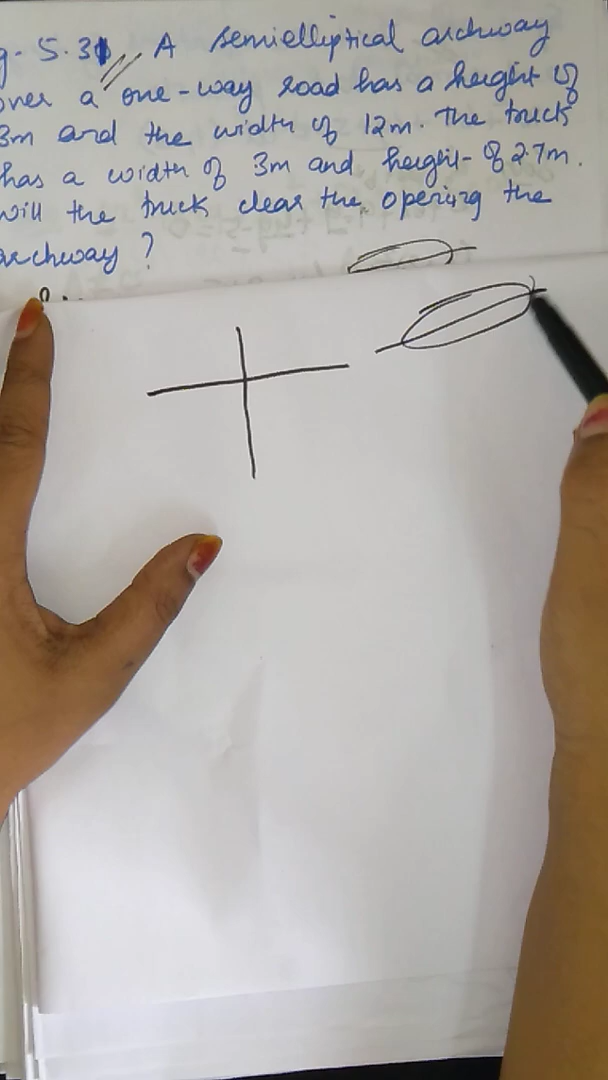 g. 5.31 A semielliptical archway
over a one-way road has a height of
3m and the width of 12m. The truck
has a width of 3m and height of 2.7m.
will the truck clear the opening the
archway ?